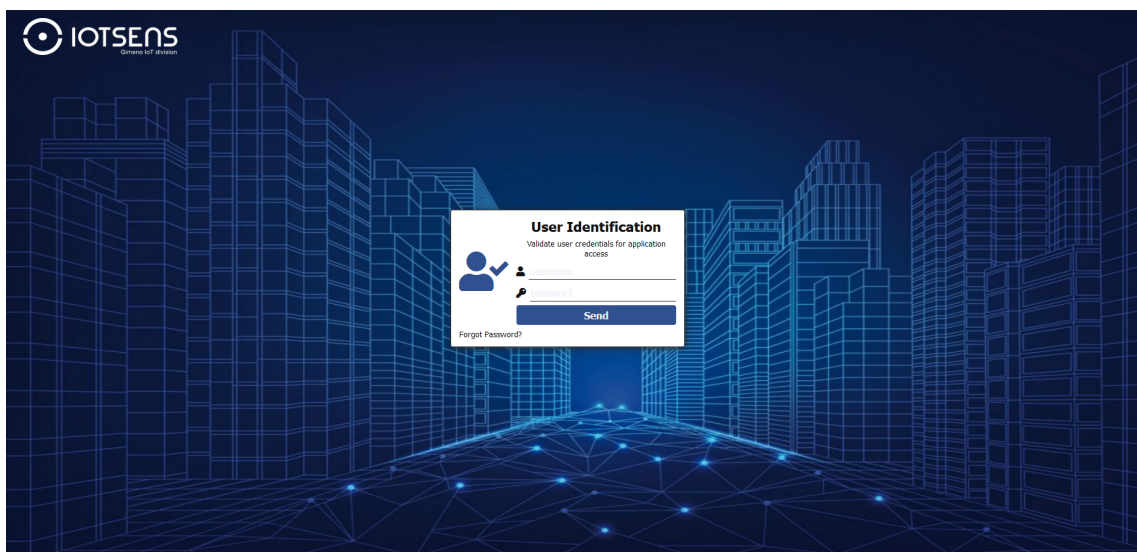 IOTSENS
Gimeno IoT division
User Identification
Validate user credentials for application
access
username
password
Send
Forgot Password?